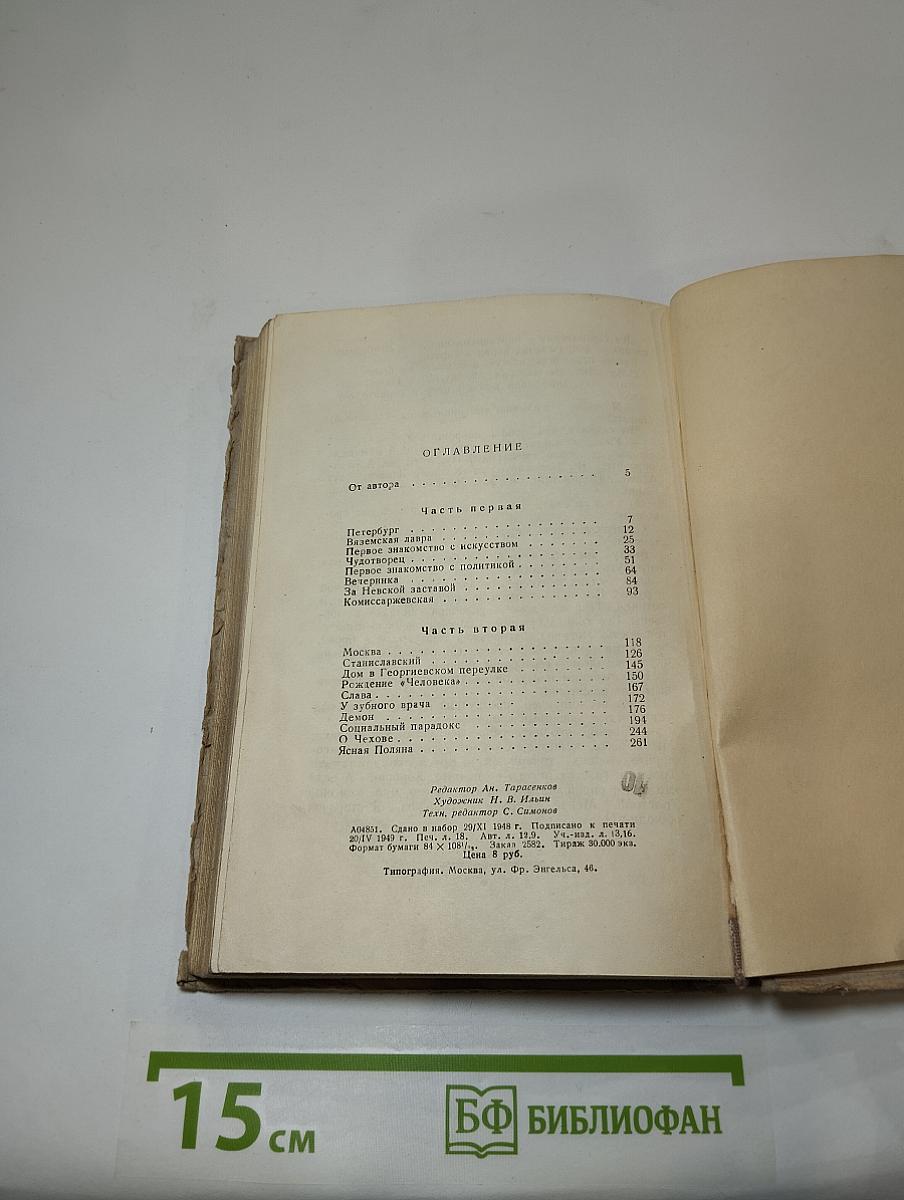 ОГЛАВЛЕНИЕ
От автора . . . . . . . . . . . . . . . . . . 5
Часть первая
Петербург . . . . . . . . . . . . . . . . . . 7
Вяземская лавра . . . . . . . . . . . . . . . 12
Первое знакомство с искусством . . . . . . . 25
Чудотворец . . . . . . . . . . . . . . . . . 33
Первое знакомство с политикой . . . . . . . . 51
Вечеринка . . . . . . . . . . . . . . . . . . 64
За Невской заставой . . . . . . . . . . . . . 84
Комиссаржевская . . . . . . . . . . . . . . . 93
Часть вторая
Москва . . . . . . . . . . . . . . . . . . . 118
Станиславский . . . . . . . . . . . . . . . . 126
Дом в Георгиевском переулке . . . . . . . . . 145
Рождение «Человека» . . . . . . . . . . . . . 150
Слава . . . . . . . . . . . . . . . . . . . . 167
У зубного врача . . . . . . . . . . . . . . . 172
Демон . . . . . . . . . . . . . . . . . . . . 176
Социальный парадокс . . . . . . . . . . . . . 194
О Чехове . . . . . . . . . . . . . . . . . . 244
Ясная Поляна . . . . . . . . . . . . . . . . 261
Редактор Ан. Тарасенков
Художник Н. В. Ильин
Техн. редактор С. Симонов
А04851. Сдано в набор 29/XI 1948 г. Подписано к печати
20/IV 1949 г. Печ. л. 18. Авт. л. 12,9. Уч.-изд. л. 13,16.
Формат бумаги 84 × 108 Заказ 2582. Тираж 30.000 экз.
Цена 8 руб.
Типография. Москва, ул. Фр. Энгельса, 46.
15 см
БФ БИБЛИОФАН